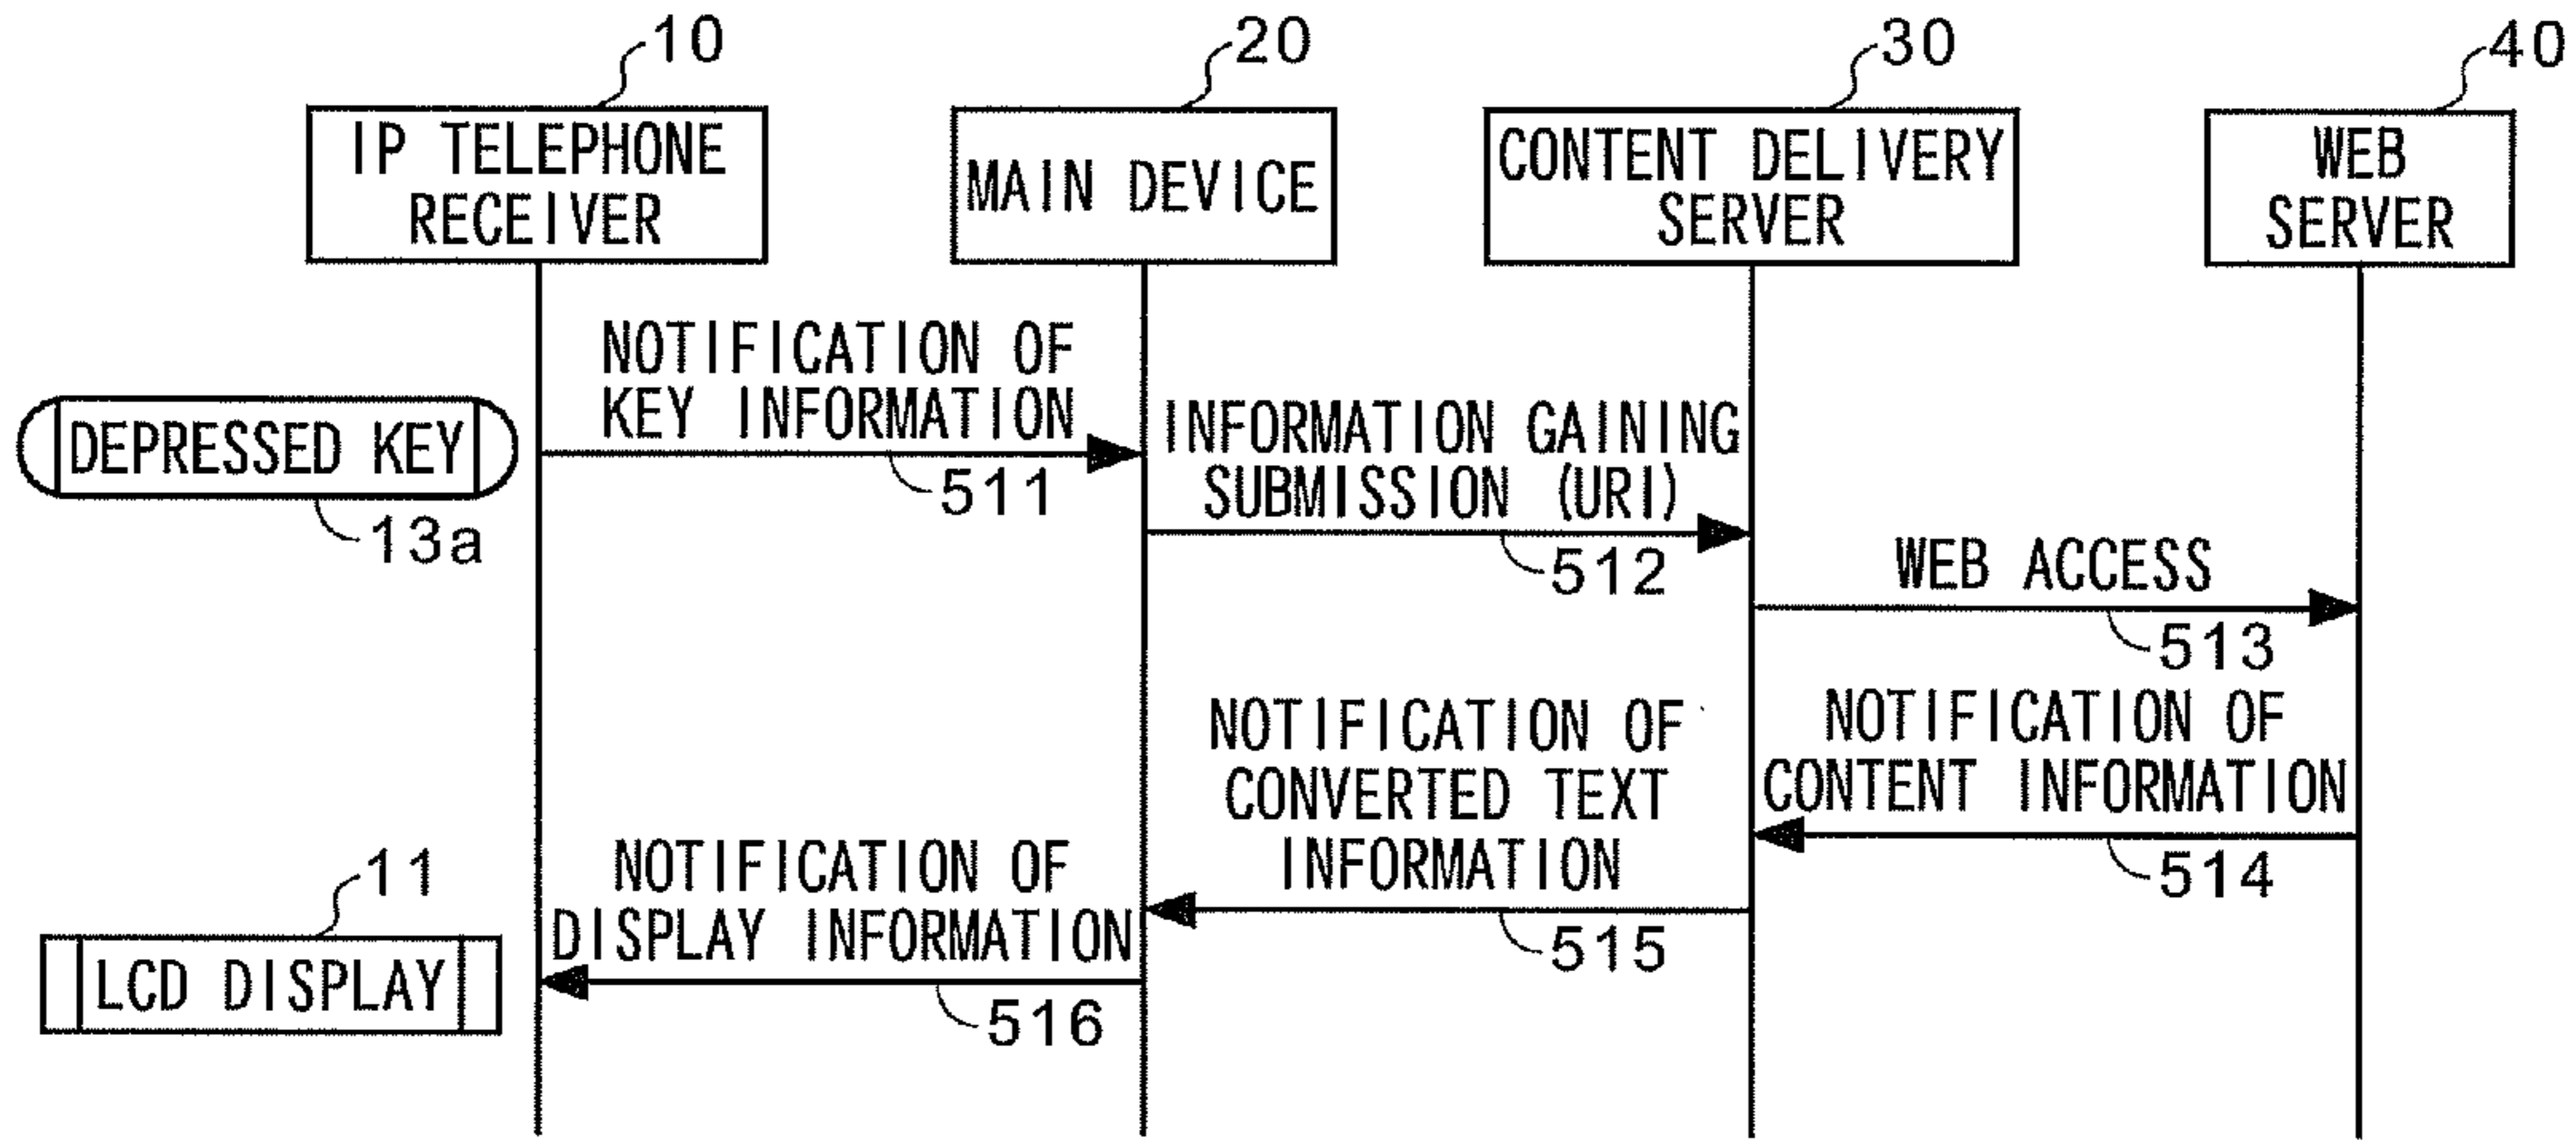 10
20
30
40
IP TELEPHONE
RECEIVER
MAIN DEVICE
CONTENT DELIVERY
SERVER
WEB
SERVER
NOTIFICATION OF
KEY INFORMATION
DEPRESSED KEY
511
13a
INFORMATION GAINING
SUBMISSION (URI)
512
WEB ACCESS
513
NOTIFICATION OF
CONTENT INFORMATION
514
NOTIFICATION OF
CONVERTED TEXT
INFORMATION
515
NOTIFICATION OF
DISPLAY INFORMATION
516
11
LCD DISPLAY